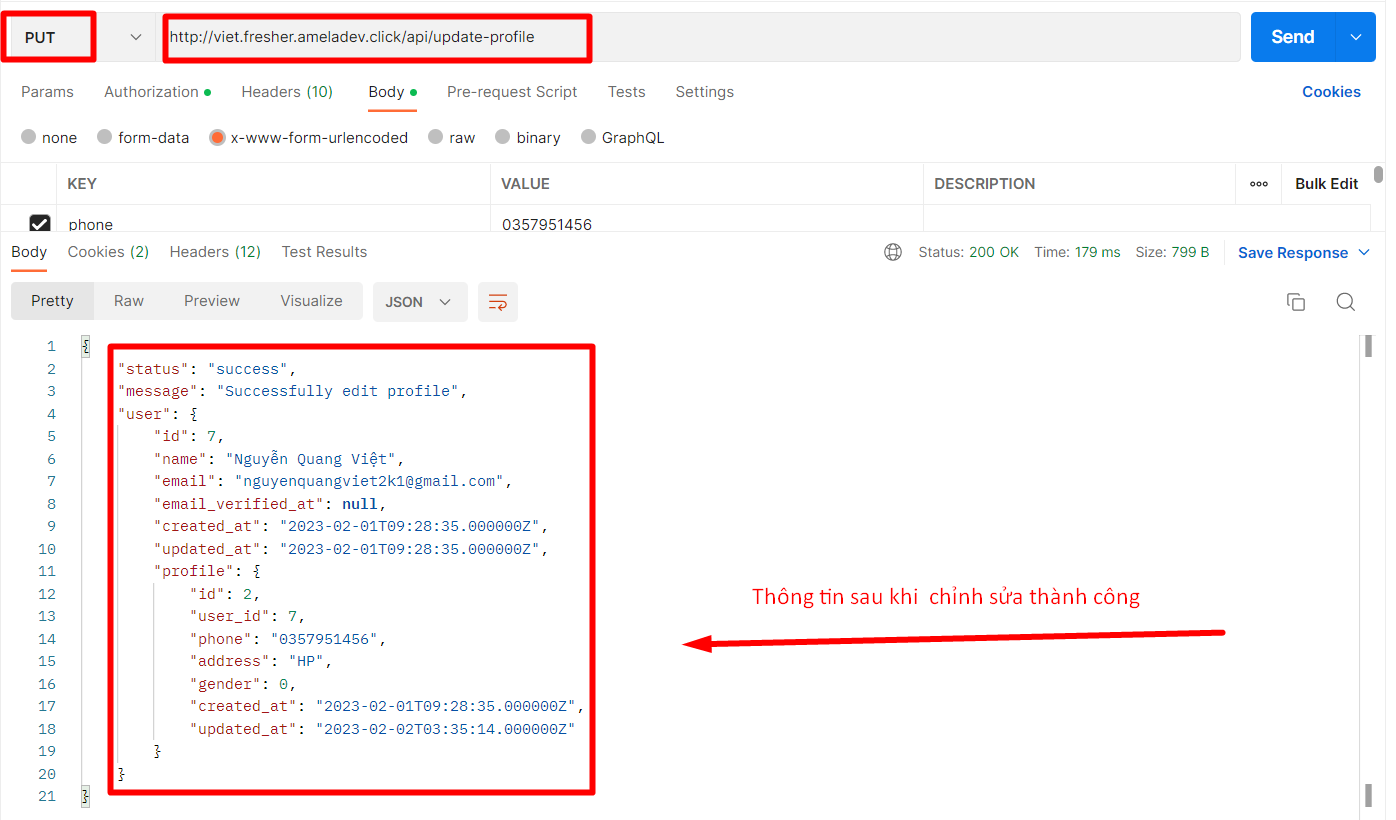 PUT http://viet.fresher.ameladev.click/api/update-profile Send
Params Authorization Headers (10) Body Pre-request Script Tests Settings Cookies
none form-data x-www-form-urlencoded raw binary GraphQL
KEY VALUE DESCRIPTION ooo Bulk Edit
phone 0357951456
Body Cookies (2) Headers (12) Test Results Status: 200 OK Time: 179 ms Size: 799 B Save Response
Pretty Raw Preview Visualize JSON
1 {
2 "status": "success",
3 "message": "Successfully edit profile",
4 "user": {
5 "id": 7,
6 "name": "Nguyễn Quang Việt",
7 "email": "nguyenquangviet2k1@gmail.com",
8 "email_verified_at": null,
9 "created_at": "2023-02-01T09:28:35.000000Z",
10 "updated_at": "2023-02-01T09:28:35.000000Z",
11 "profile": {
12 "id": 2,
13 "user_id": 7,
14 "phone": "0357951456",
15 "address": "HP",
16 "gender": 0,
17 "created_at": "2023-02-01T09:28:35.000000Z",
18 "updated_at": "2023-02-02T03:35:14.000000Z"
19 }
20 }
21 }
Thông tin sau khi chỉnh sửa thành công